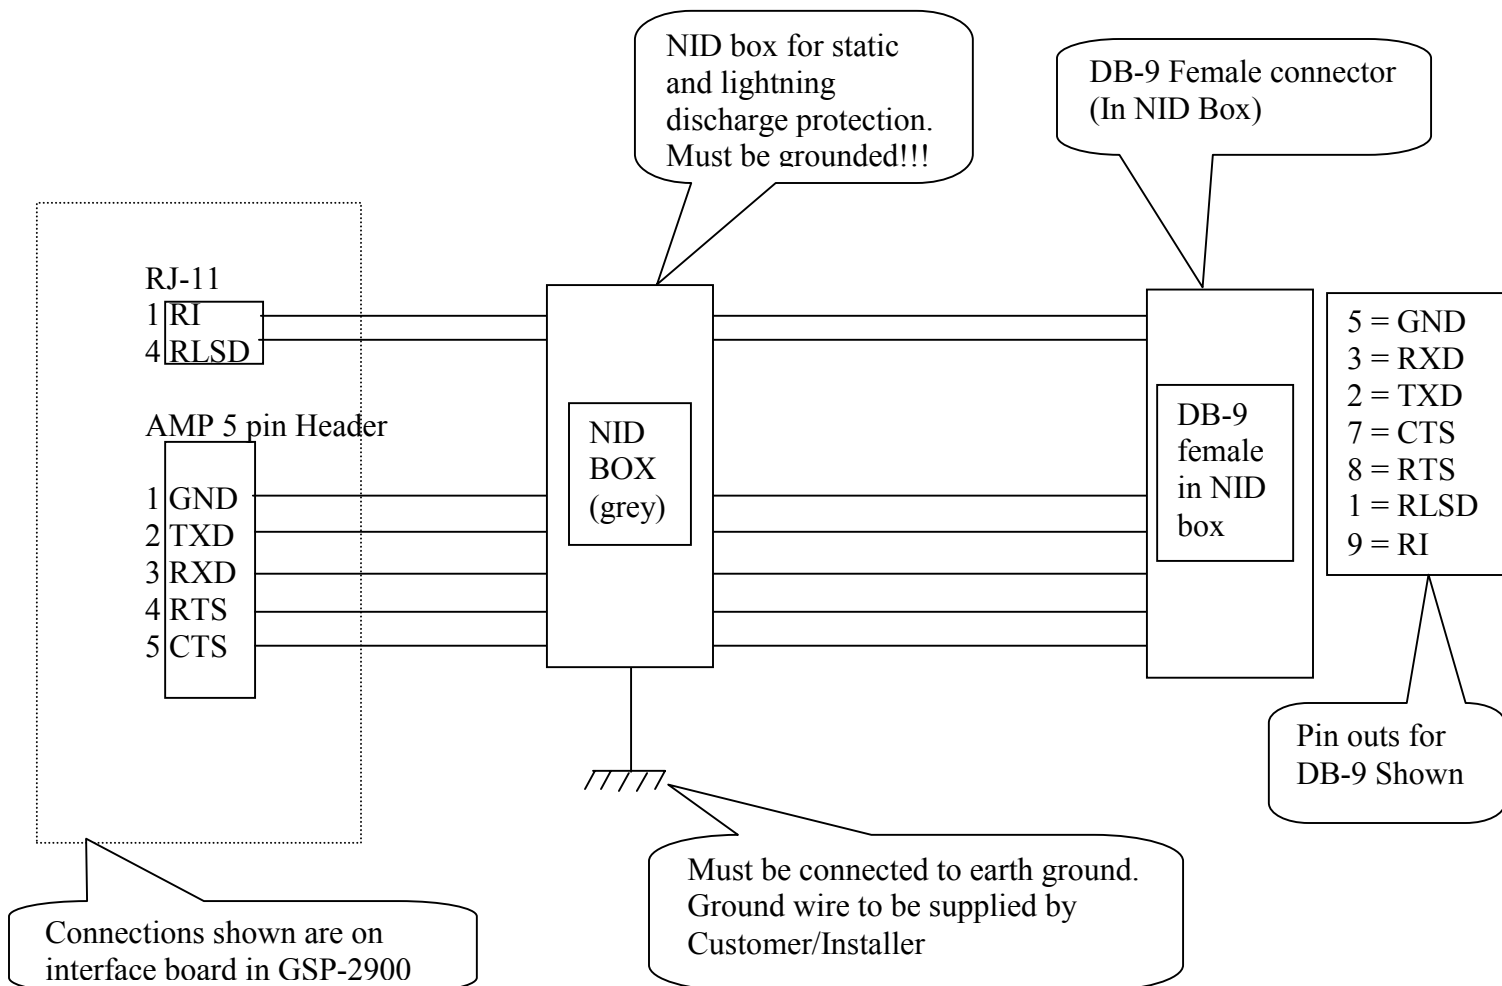 NID box for static
and lightning
discharge protection.
Must be grounded!!!
DB-9 Female connector
(In NID Box)
RJ-11
1 RI
4 RLSD
AMP 5 pin Header
1 GND
2 TXD
3 RXD
4 RTS
5 CTS
NID
BOX
(grey)
DB-9
female
in NID
box
5 = GND
3 = RXD
2 = TXD
7 = CTS
8 = RTS
1 = RLSD
9 = RI
Pin outs for
DB-9 Shown
Must be connected to earth ground.
Ground wire to be supplied by
Customer/Installer
Connections shown are on
interface board in GSP-2900